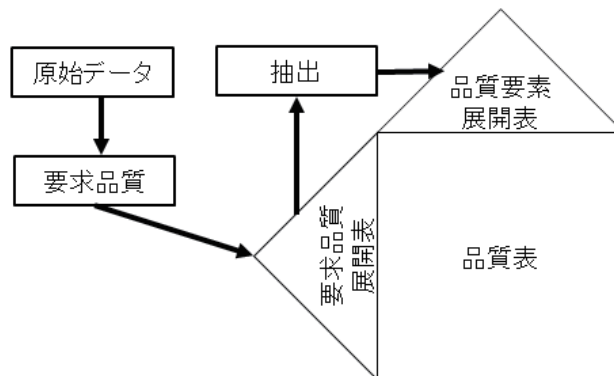 原始データ
抽出
品質要素
展開表
要求品質
要求品質
展開表
品質表